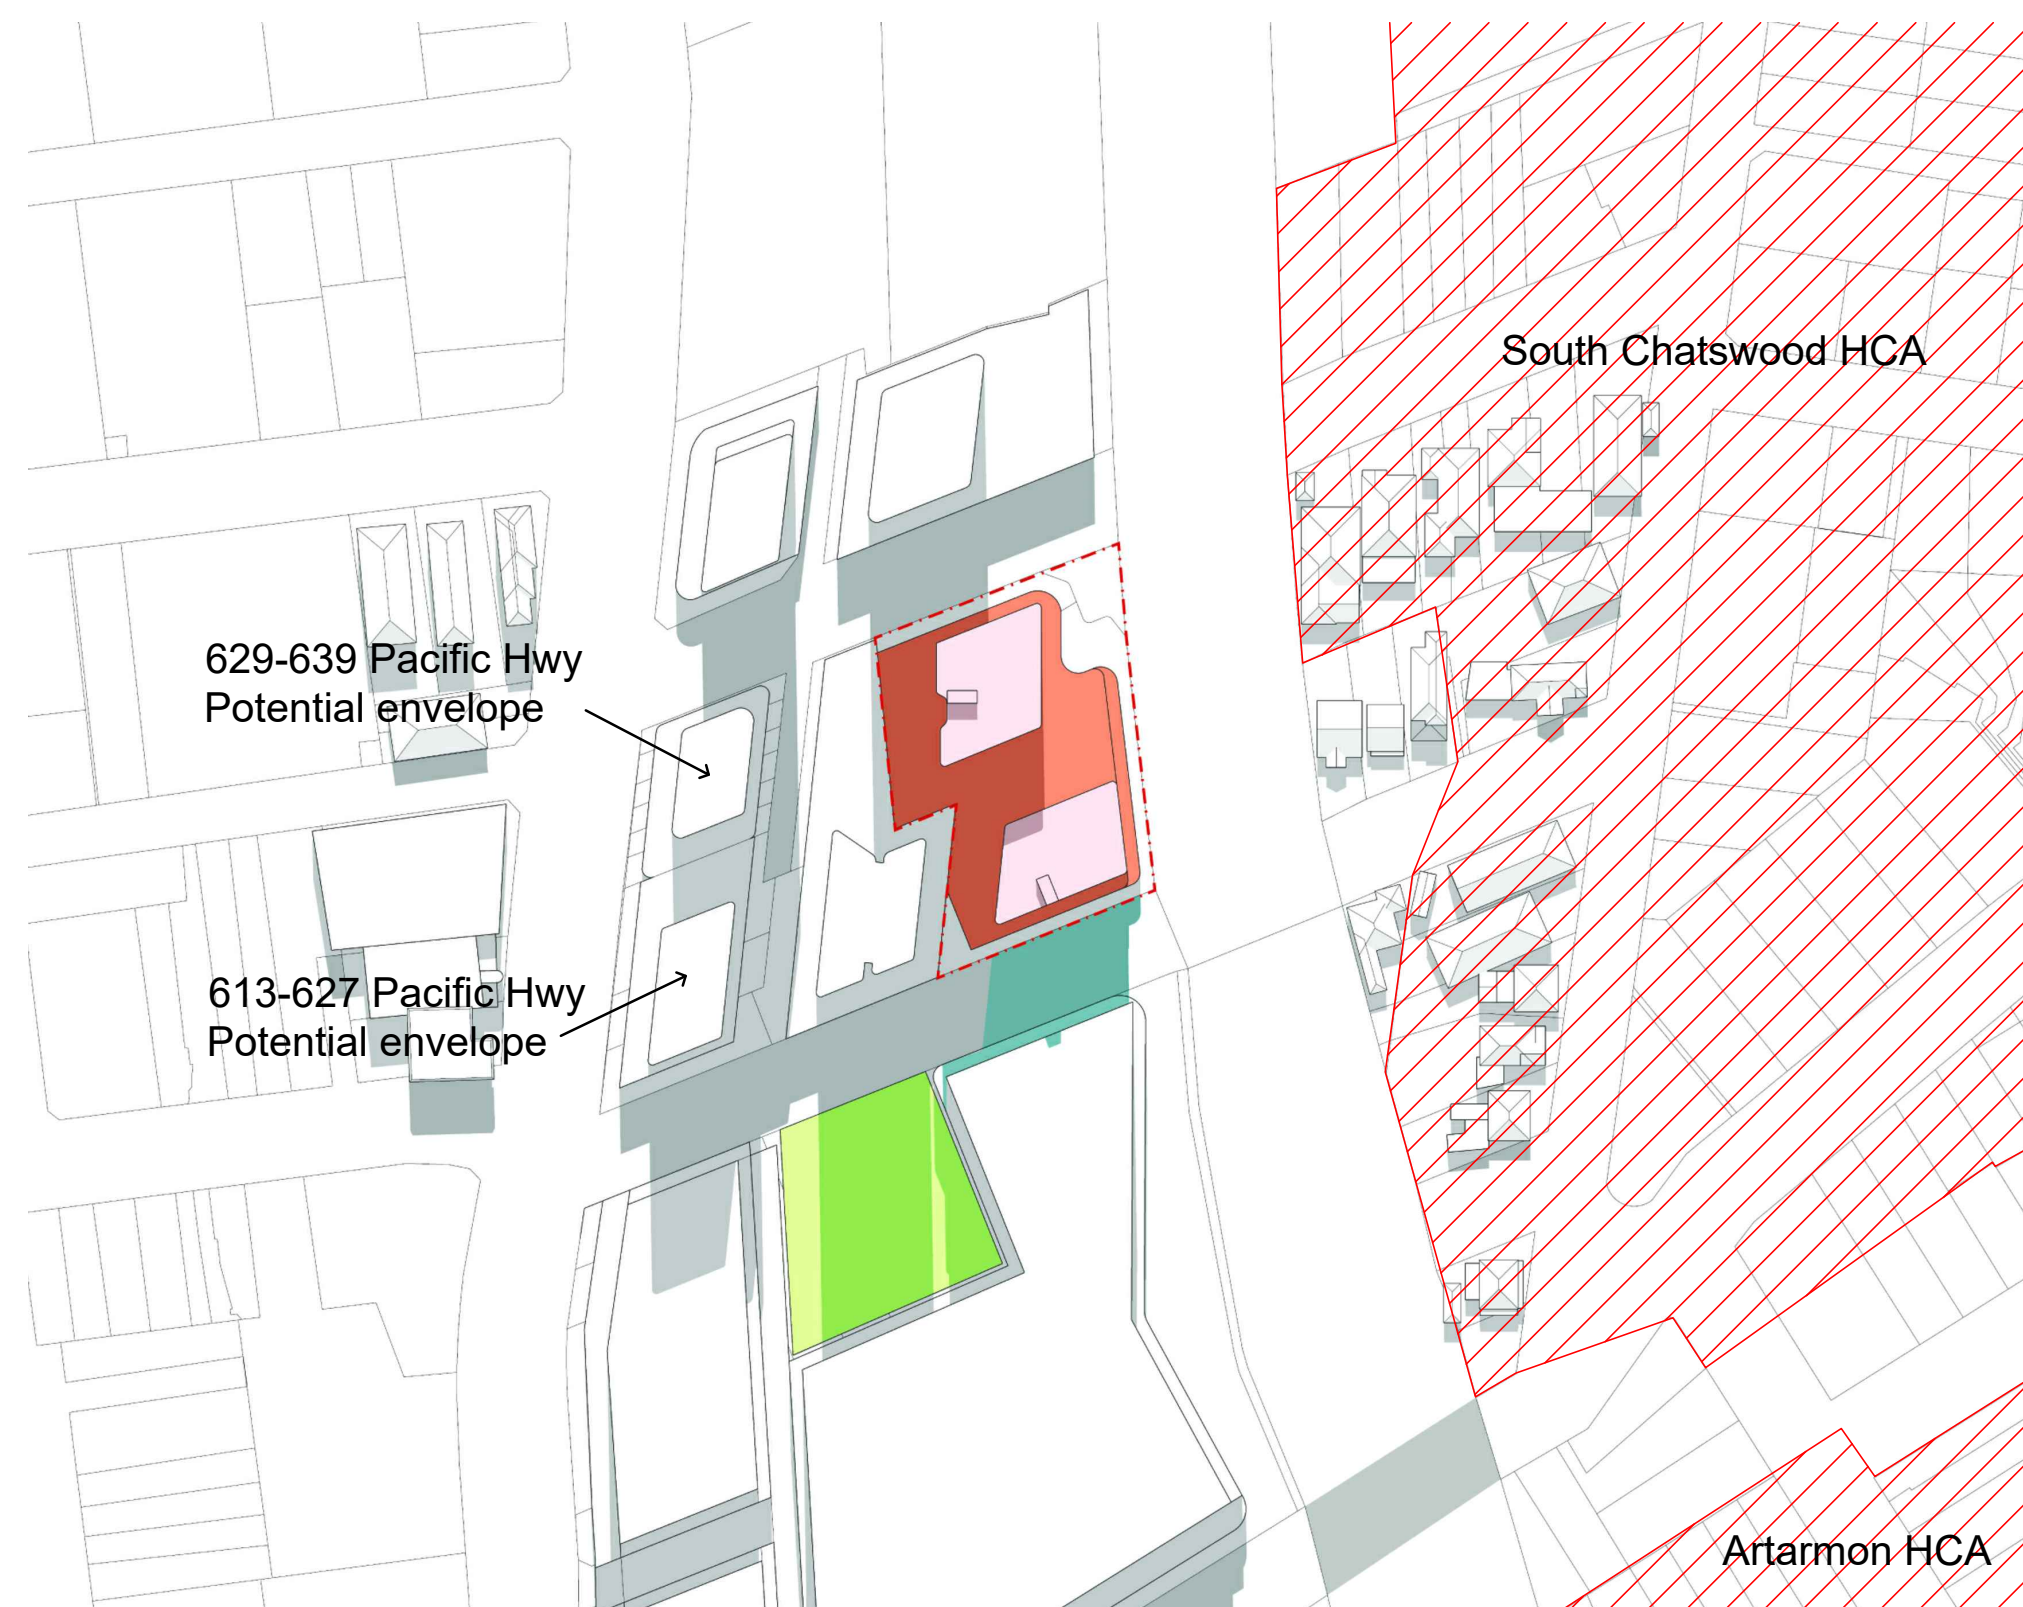 South Chatswood HCA
629-639 Pacific Hwy
Potential envelope
613-627 Pacific Hwy
Potential envelope
Artarmon HCA